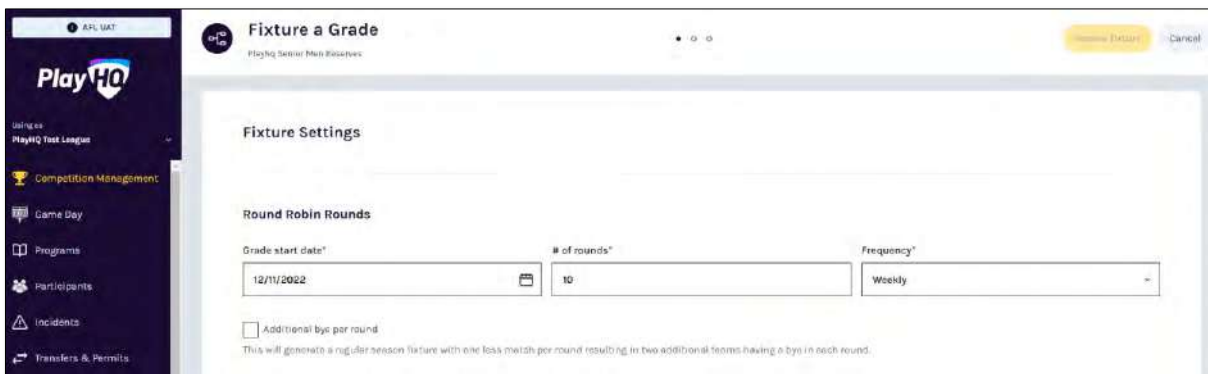 AFL UAT
Fixture a Grade
PlayHQ Senior Men Reserves
Cancel
PlayHQ
Using as
PlayHQ Test League
Fixture Settings
Competition Management
Game Day
Round Robin Rounds
Programs
Grade start date*
# of rounds*
Frequency*
12/11/2022
10
Weekly
Participants
Incidents
Additional bye per round
This will generate a regular season fixture with one less match per round resulting in two additional teams having a bye in each round.
Transfers & Permits